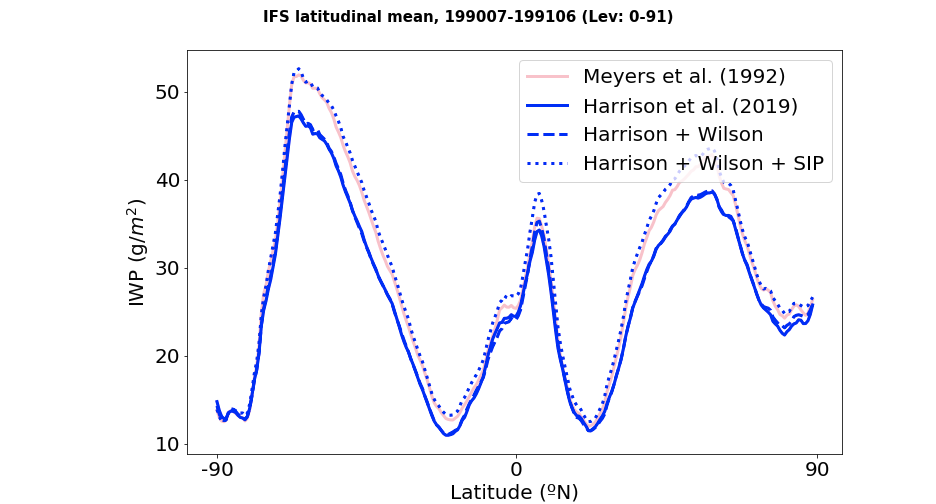 IFS latitudinal mean, 199007-199106 (Lev: 0-91)
Meyers et al. (1992)
Harrison et al. (2019)
Harrison + Wilson
Harrison + Wilson + SIP
50
40
30
20
10
IWP (g/m²)
-90
0
90
Latitude (ºN)